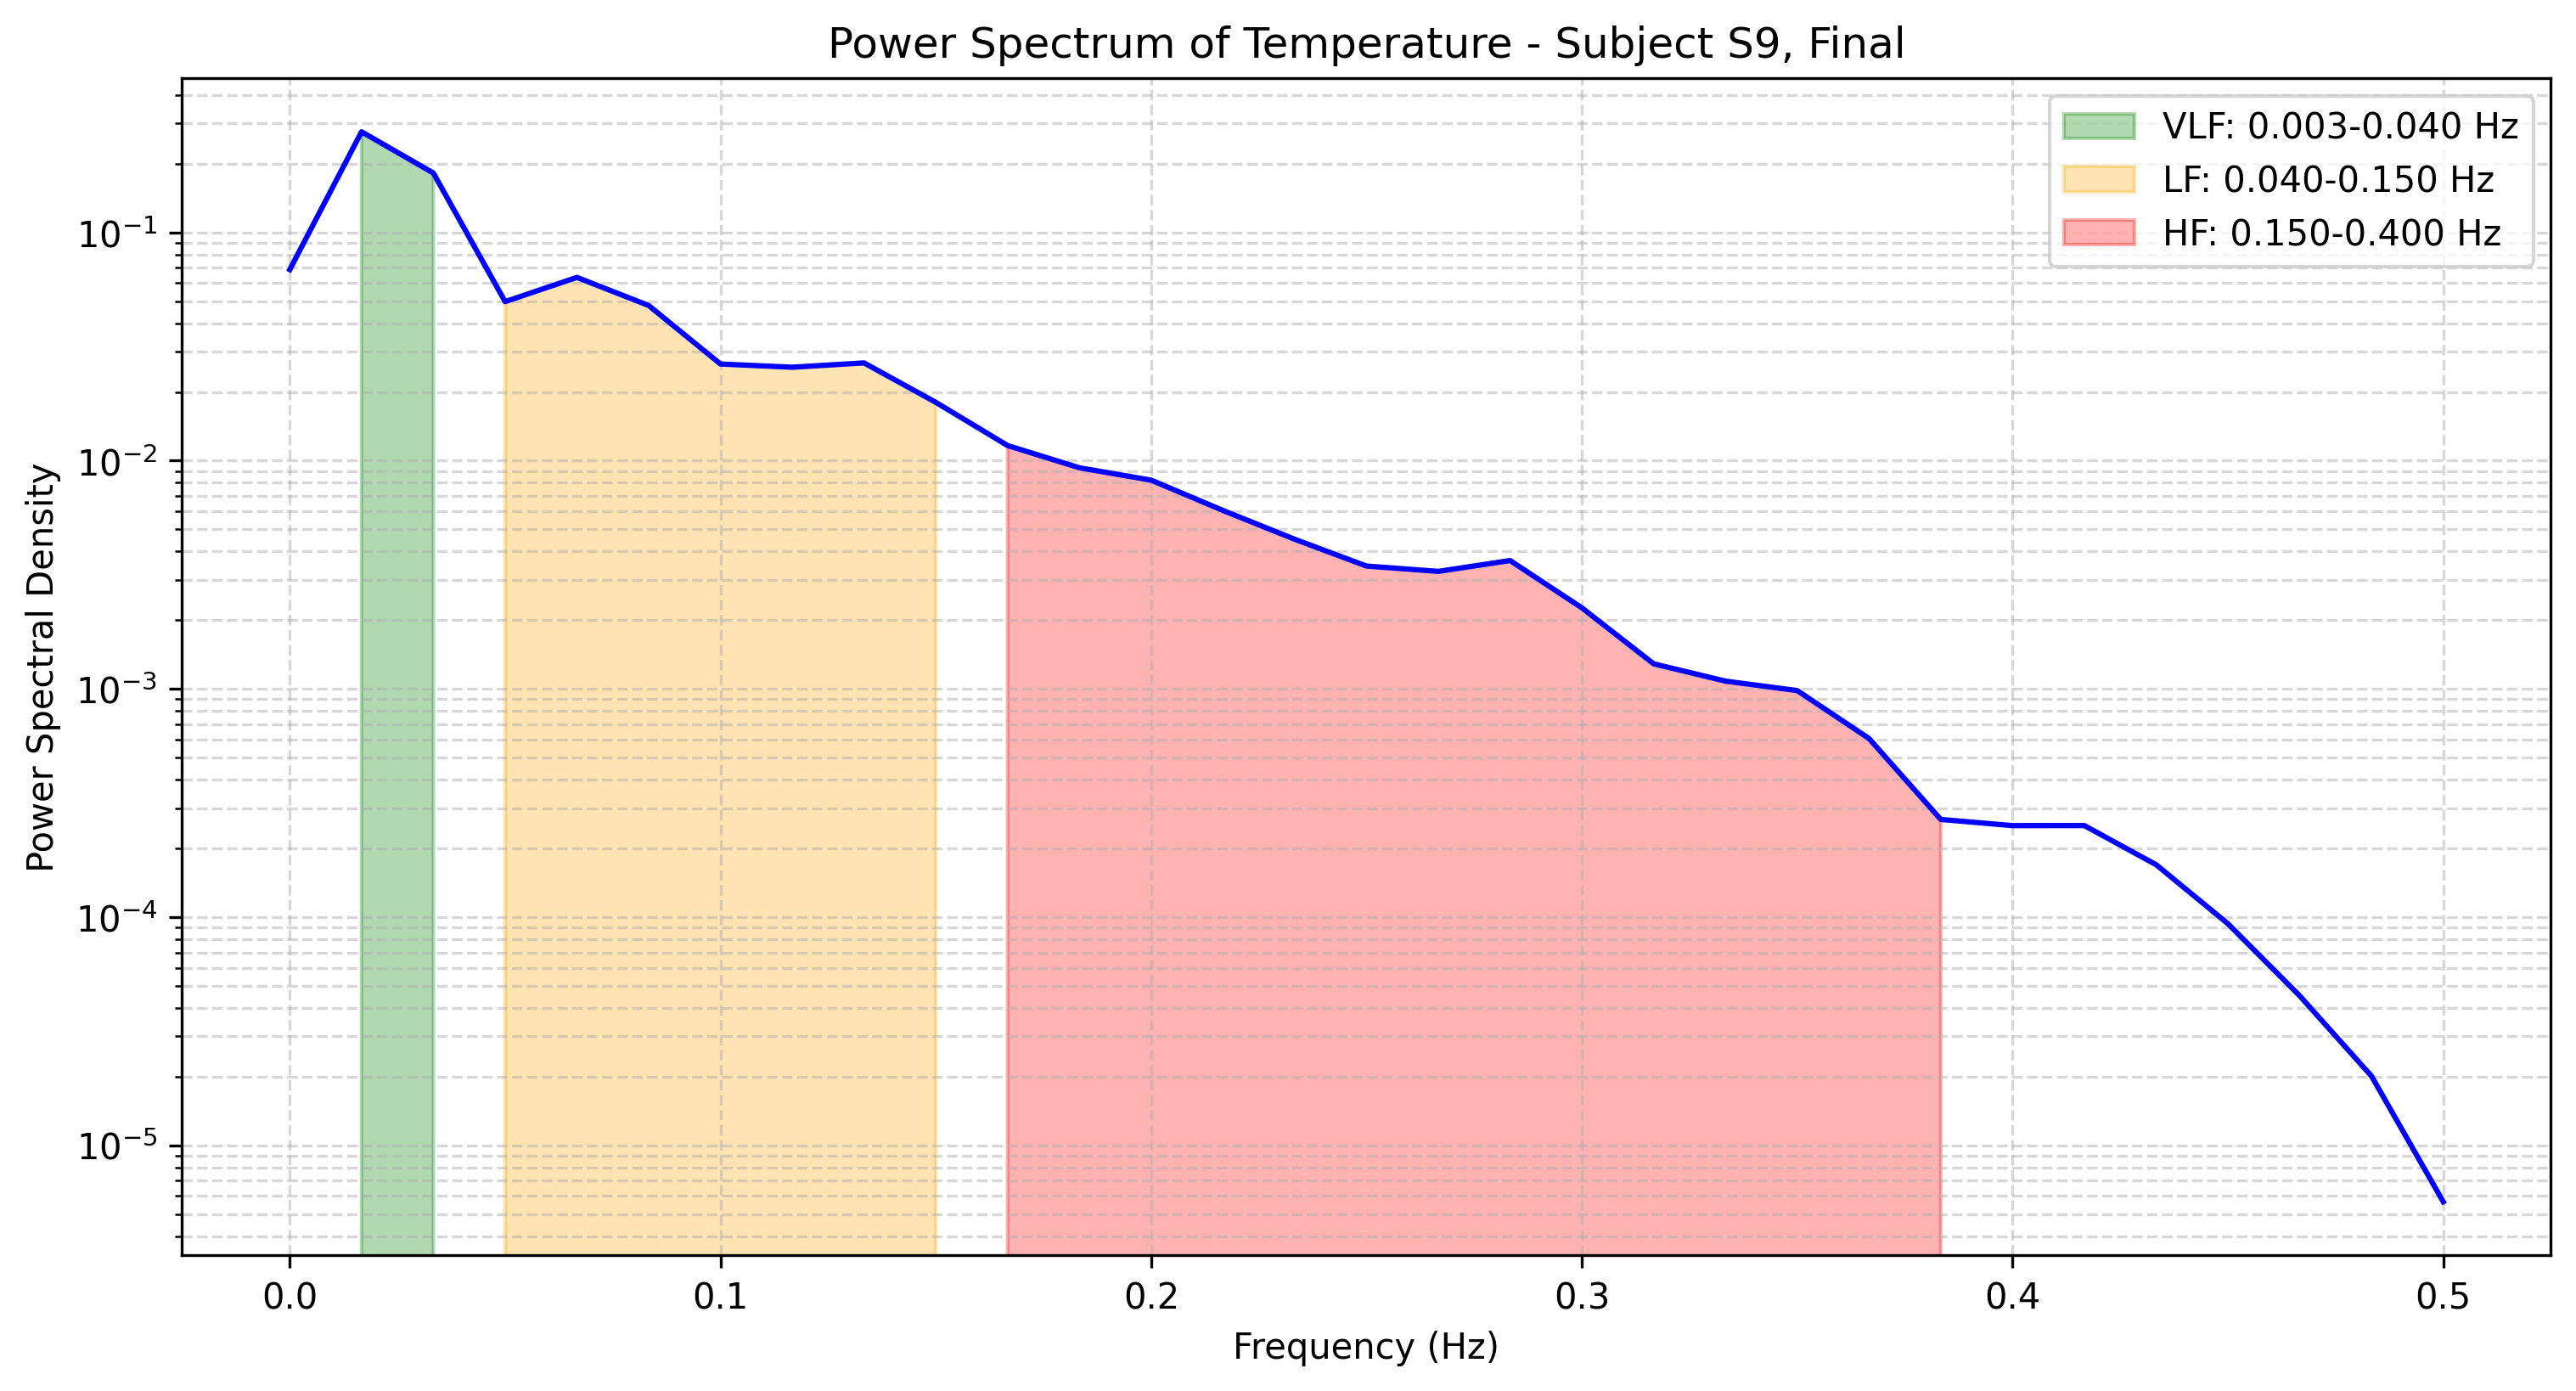 Power Spectrum of Temperature - Subject S9, Final
VLF: 0.003-0.040 Hz
LF: 0.040-0.150 Hz
HF: 0.150-0.400 Hz
Power Spectral Density
10⁻¹
10⁻²
10⁻³
10⁻⁴
10⁻⁵
0.0 0.1 0.2 0.3 0.4 0.5
Frequency (Hz)